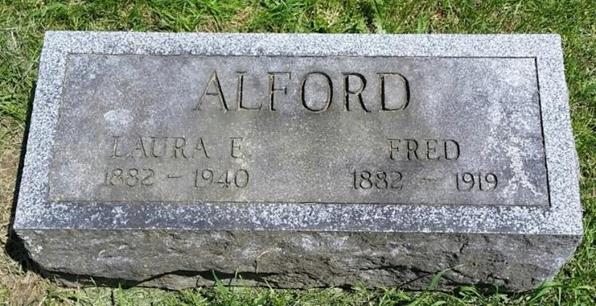 ALFORD
LAURA E. FRED
1882 – 1940 1882 – 1919